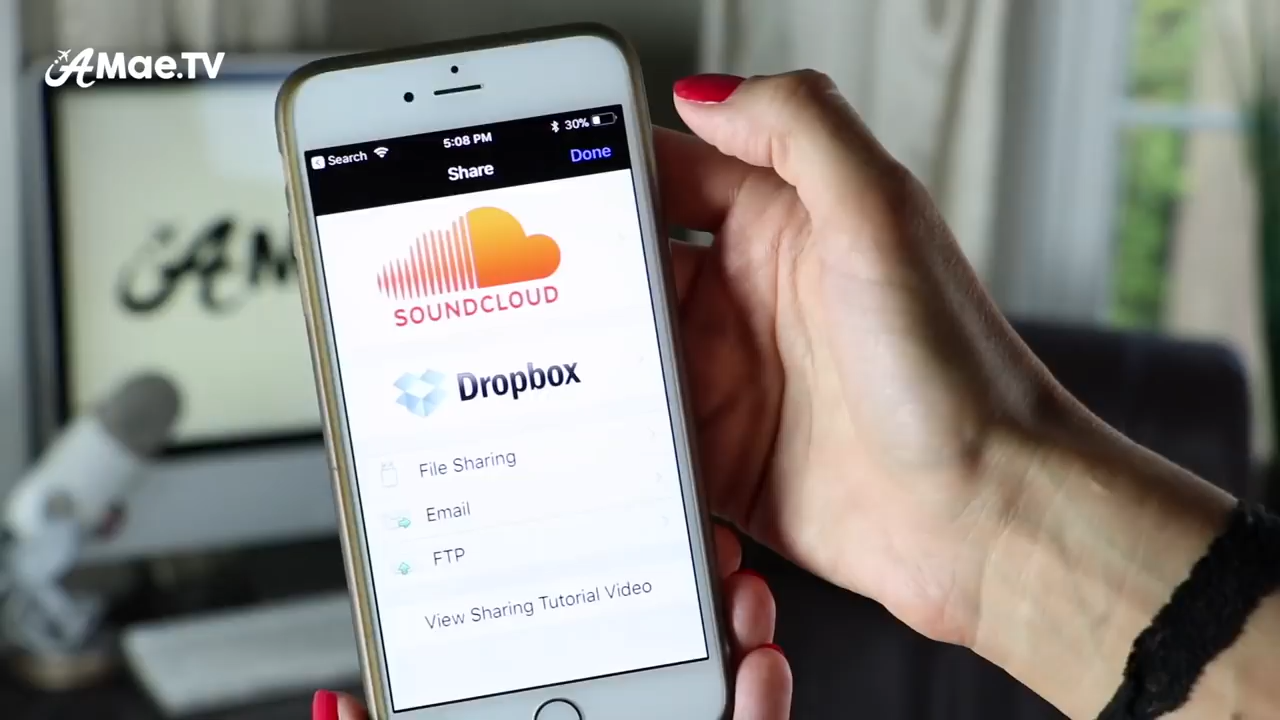 AMae.TV
Search
5:08 PM
30%
Share
Done
SOUNDCLOUD
Dropbox
File Sharing
Email
FTP
View Sharing Tutorial Video